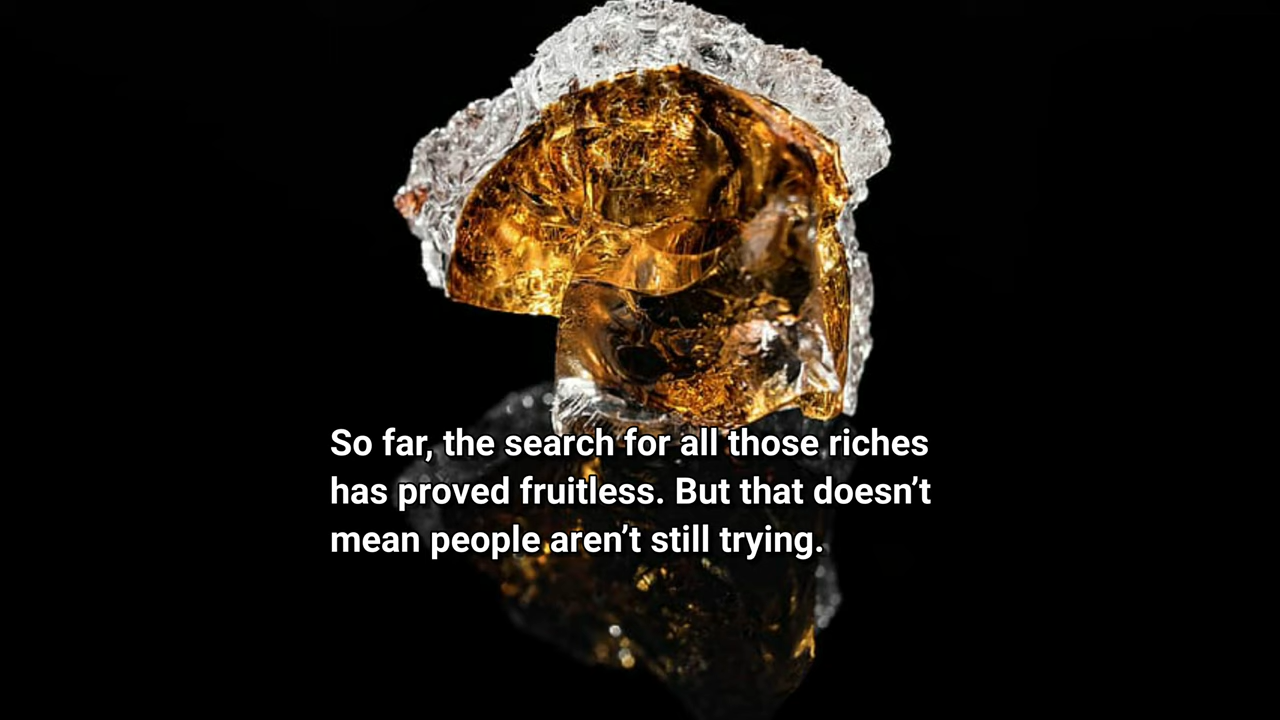 So far, the search for all those riches
has proved fruitless. But that doesn’t
mean people aren’t still trying.